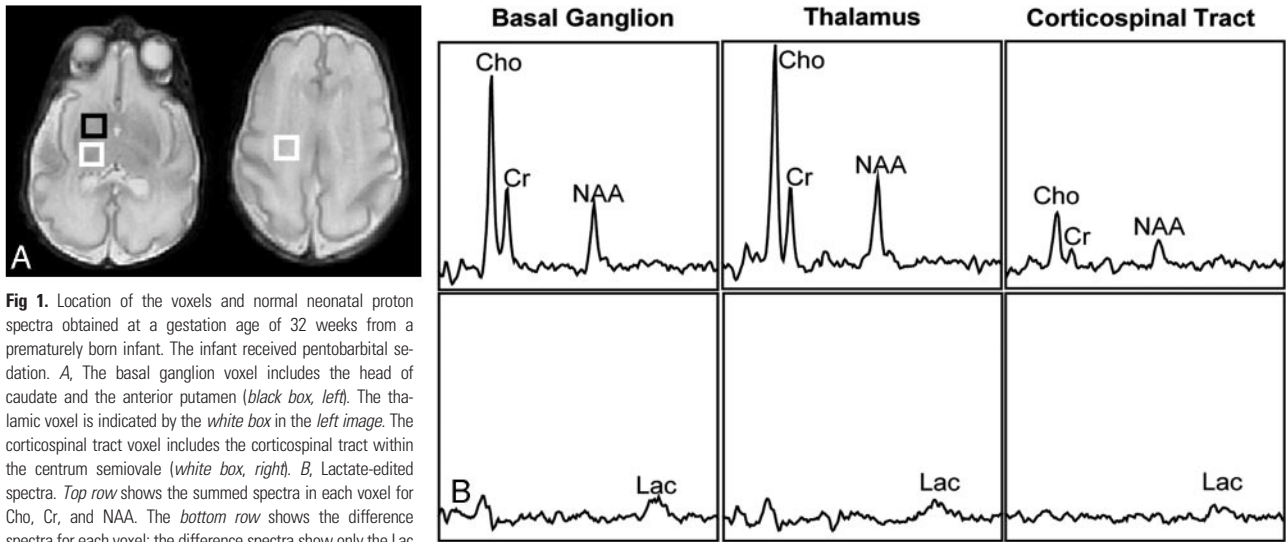 Basal Ganglion Thalamus Corticospinal Tract
Cho
Cr
NAA
Cho
Cr
NAA
Cho
Cr
NAA
A
B
Lac
Lac
Lac
Fig 1. Location of the voxels and normal neonatal proton
spectra obtained at a gestation age of 32 weeks from a
prematurely born infant. The infant received pentobarbital se-
dation. A, The basal ganglion voxel includes the head of
caudate and the anterior putamen (black box, left). The tha-
lamic voxel is indicated by the white box in the left image. The
corticospinal tract voxel includes the corticospinal tract within
the centrum semiovale (white box, right). B, Lactate-edited
spectra. Top row shows the summed spectra in each voxel for
Cho, Cr, and NAA. The bottom row shows the difference
spectra for each voxel; the difference spectra show only the Lac